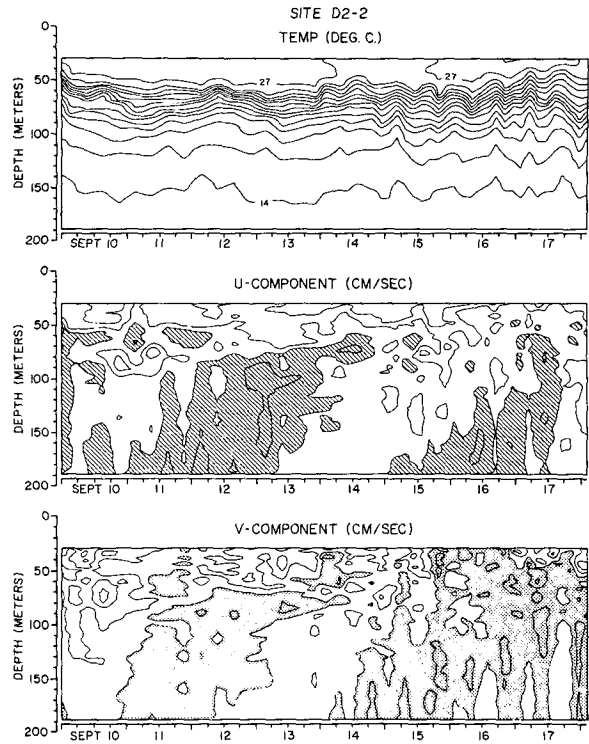 SITE D2-2
TEMP (DEG. C.)
0
50
100
150
200
DEPTH (METERS)
27
27
14
SEPT 10 11 12 13 14 15 16 17
U-COMPONENT (CM/SEC)
0
50
100
150
200
DEPTH (METERS)
SEPT 10 11 12 13 14 15 16 17
V-COMPONENT (CM/SEC)
0
50
100
150
200
DEPTH (METERS)
SEPT 10 11 12 13 14 15 16 17